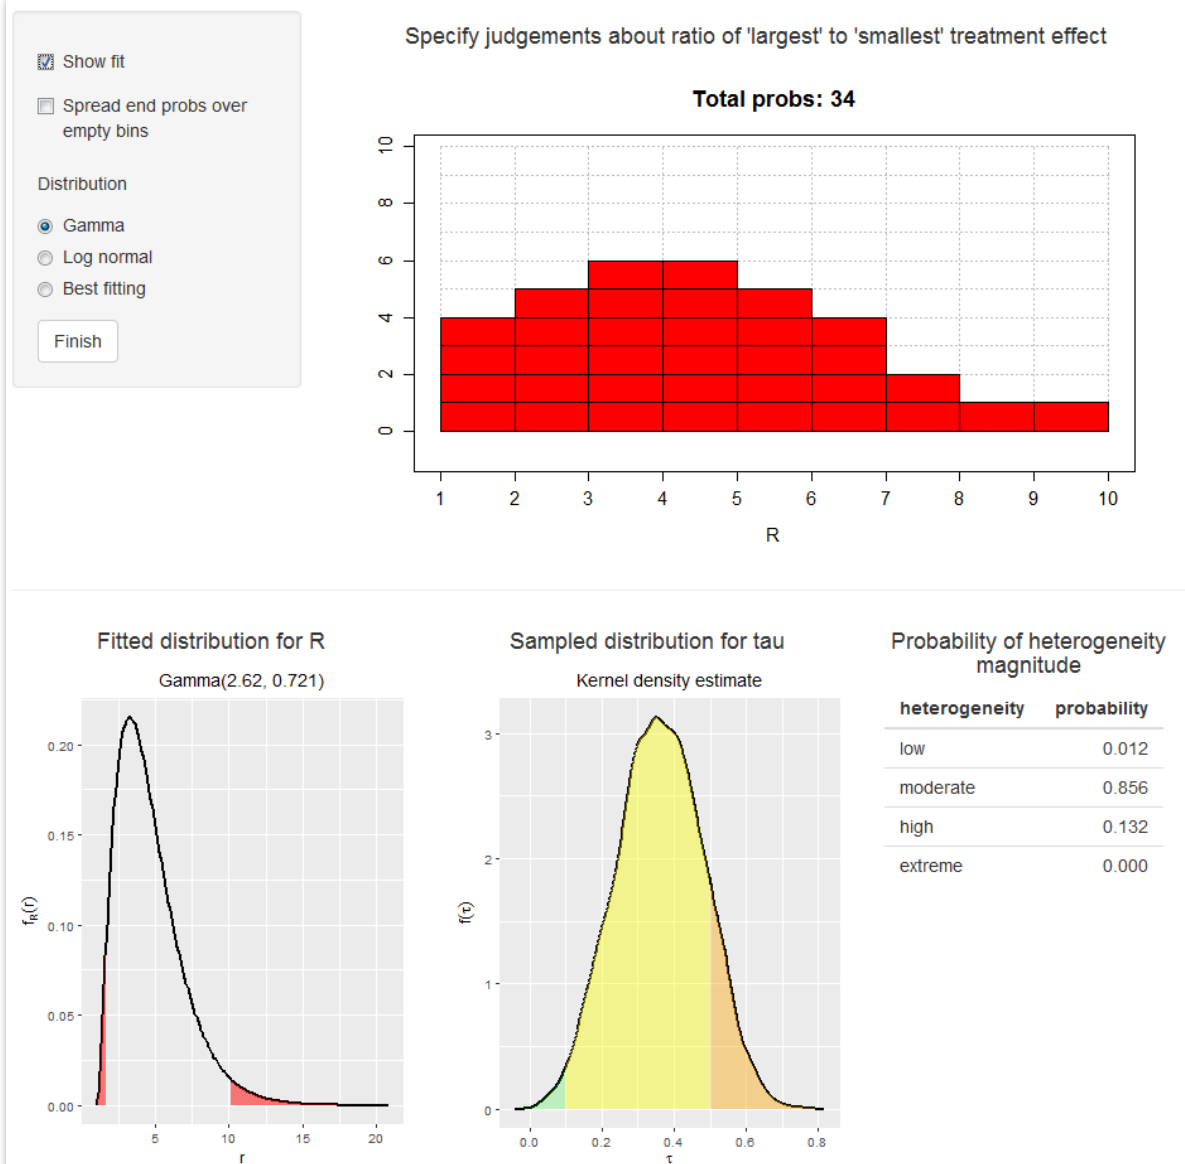 Show fit
Spread end probs over
empty bins
Distribution
Gamma
Log normal
Best fitting
Finish
Specify judgements about ratio of 'largest' to 'smallest' treatment effect
Total probs: 34
10
8
6
4
2
0
1 2 3 4 5 6 7 8 9 10
R
Fitted distribution for R
Gamma(2.62, 0.721)
fR(r)
0.20
0.15
0.10
0.05
0.00
5 10 15 20
r
Sampled distribution for tau
Kernel density estimate
f(τ)
3
2
1
0
0.0 0.2 0.4 0.6 0.8
τ
Probability of heterogeneity
magnitude
heterogeneity probability
low 0.012
moderate 0.856
high 0.132
extreme 0.000